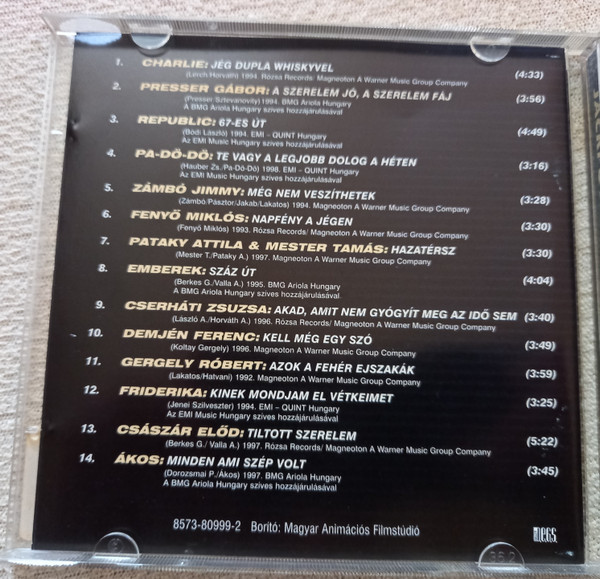 1. CHARLIE: JÉG DUPLA WHISKYVEL (4:33)
(Lerch/Horváth) 1994. Rózsa Records/ Magneoton A Warner Music Group Company
2. PRESSER GÁBOR: A SZERELEM JÓ, A SZERELEM FÁJ (3:56)
(Presser/Sztevanovity) 1994. BMG Ariola Hungary
A BMG Ariola Hungary szíves hozzájárulásával
3. REPUBLIC: 67-ES ÚT (4:49)
(Bódi László) 1994. EMI – QUINT Hungary
Az EMI Music Hungary szíves hozzájárulásával
4. PA-DÖ-DÖ: TE VAGY A LEGJOBB DOLOG A HÉTEN (3:16)
(Hauber Zs./Pa-Dö-Dö) 1998. EMI – QUINT Hungary
Az EMI Music Hungary szíves hozzájárulásával
5. ZÁMBÓ JIMMY: MÉG NEM VESZÍTHETEK (3:28)
(Zámbó/Pásztor/Jakab/Lakatos) 1994. Magneoton A Warner Music Group Company
6. FENYŐ MIKLÓS: NAPFÉNY A JÉGEN (3:30)
(Fenyő Miklós) 1993. Rózsa Records/ Magneoton A Warner Music Group Company
7. PATAKY ATTILA & MESTER TAMÁS: HAZATÉRSZ (3:30)
(Mester T./Pataky A.) 1997. Magneoton A Warner Music Group Company
8. EMBEREK: SZÁZ ÚT (4:04)
(Berkes G./Valla A.) 1995. BMG Ariola Hungary
A BMG Ariola Hungary szíves hozzájárulásával.
9. CSERHÁTI ZSUZSA: AKAD, AMIT NEM GYÓGYÍT MEG AZ IDŐ SEM (3:40)
(László A./Horváth A.) 1996. Rózsa Records/ Magneoton A Warner Music Group Company
10. DEMJÉN FERENC: KELL MÉG EGY SZÓ (3:49)
(Koltay Gergely) 1996. Magneoton A Warner Music Group Company
11. GERGELY RÓBERT: AZOK A FEHÉR EJSZAKÁK (3:59)
(Lakatos/Hatvani) 1992. Magneoton A Warner Music Group Company
12. FRIDERIKA: KINEK MONDJAM EL VÉTKEIMET (3:25)
(Jenei Szilveszter) 1994. EMI – QUINT Hungary
Az EMI Music Hungary szíves hozzájárulásával
13. CSÁSZÁR ELŐD: TILTOTT SZERELEM (5:22)
(Berkes G./ Valla A.) 1997. Rózsa Records/ Magneoton A Warner Music Group Company
14. ÁKOS: MINDEN AMI SZÉP VOLT (3:45)
(Dorozsmai P./Ákos) 1997. BMG Ariola Hungary
A BMG Ariola Hungary szíves hozzájárulásával
8573-80999-2 Borító: Magyar Animációs Filmstúdió